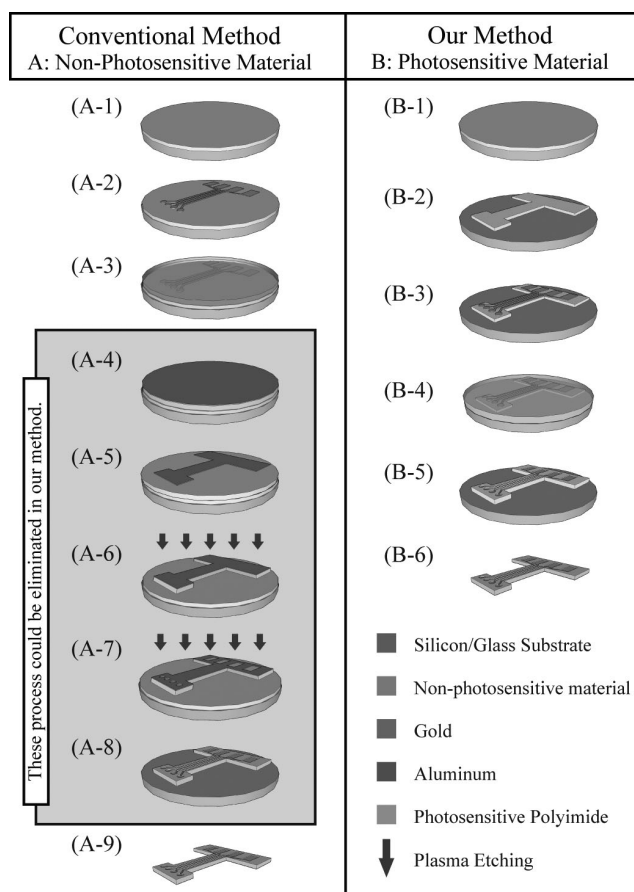 Conventional Method
A: Non-Photosensitive Material
Our Method
B: Photosensitive Material
(A-1)
(A-2)
(A-3)
(A-4)
(A-5)
(A-6)
(A-7)
(A-8)
(A-9)
These process could be eliminated in our method.
(B-1)
(B-2)
(B-3)
(B-4)
(B-5)
(B-6)
Silicon/Glass Substrate
Non-photosensitive material
Gold
Aluminum
Photosensitive Polyimide
Plasma Etching